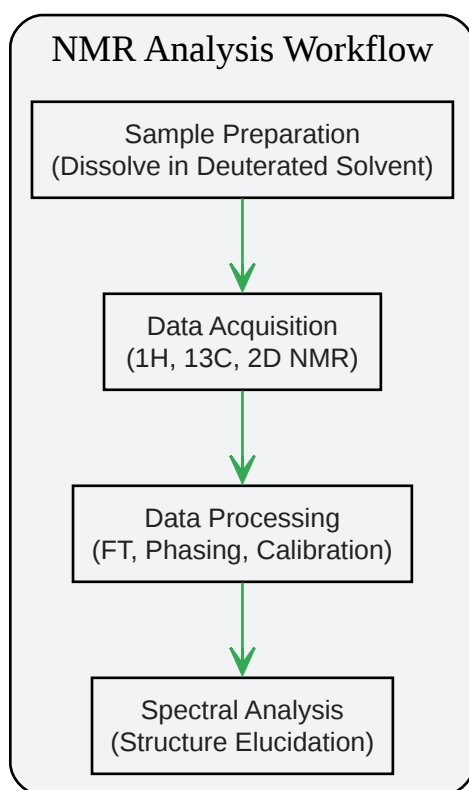 NMR Analysis Workflow
Sample Preparation
(Dissolve in Deuterated Solvent)
Data Acquisition
(1H, 13C, 2D NMR)
Data Processing
(FT, Phasing, Calibration)
Spectral Analysis
(Structure Elucidation)